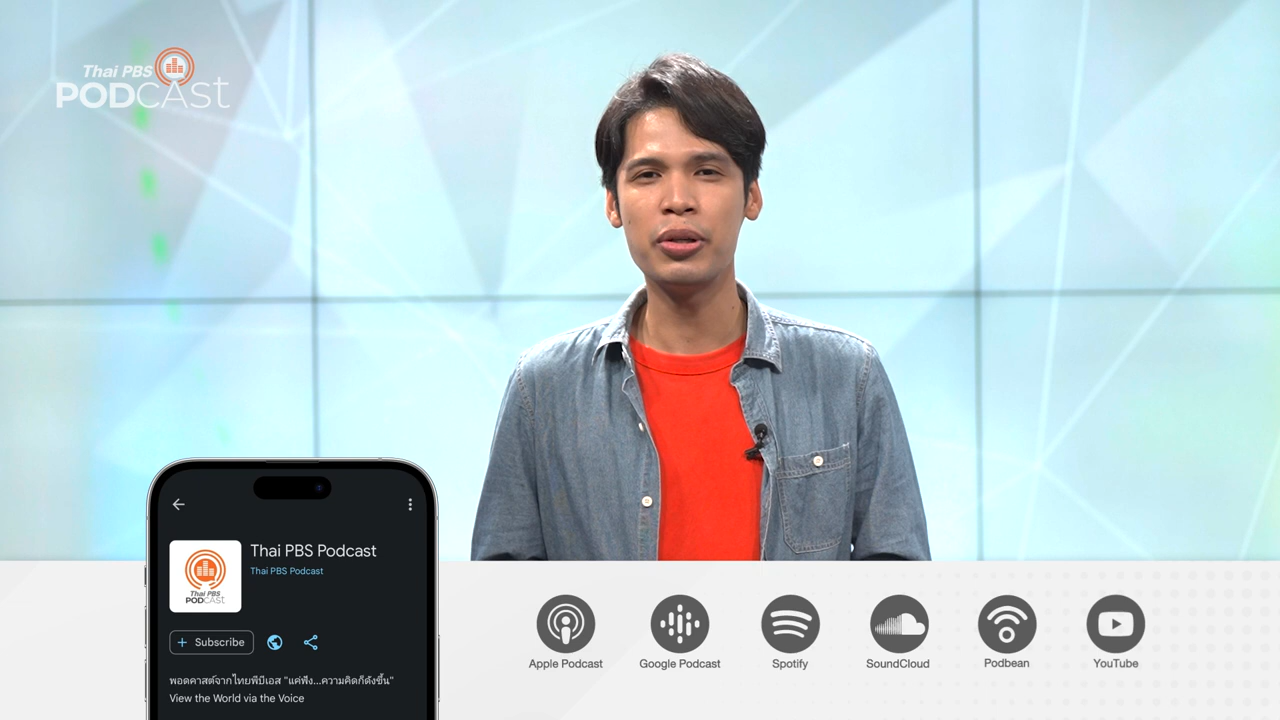 Thai PBS
PODCAST
Thai PBS Podcast
Thai PBS Podcast
Thai PBS
PODCAST
+ Subscribe
พอดคาสต์จากไทยพีบีเอส "แค่ฟัง...ความคิดก็ดังขึ้น"
View the World via the Voice
Apple Podcast
Google Podcast
Spotify
SoundCloud
Podbean
YouTube